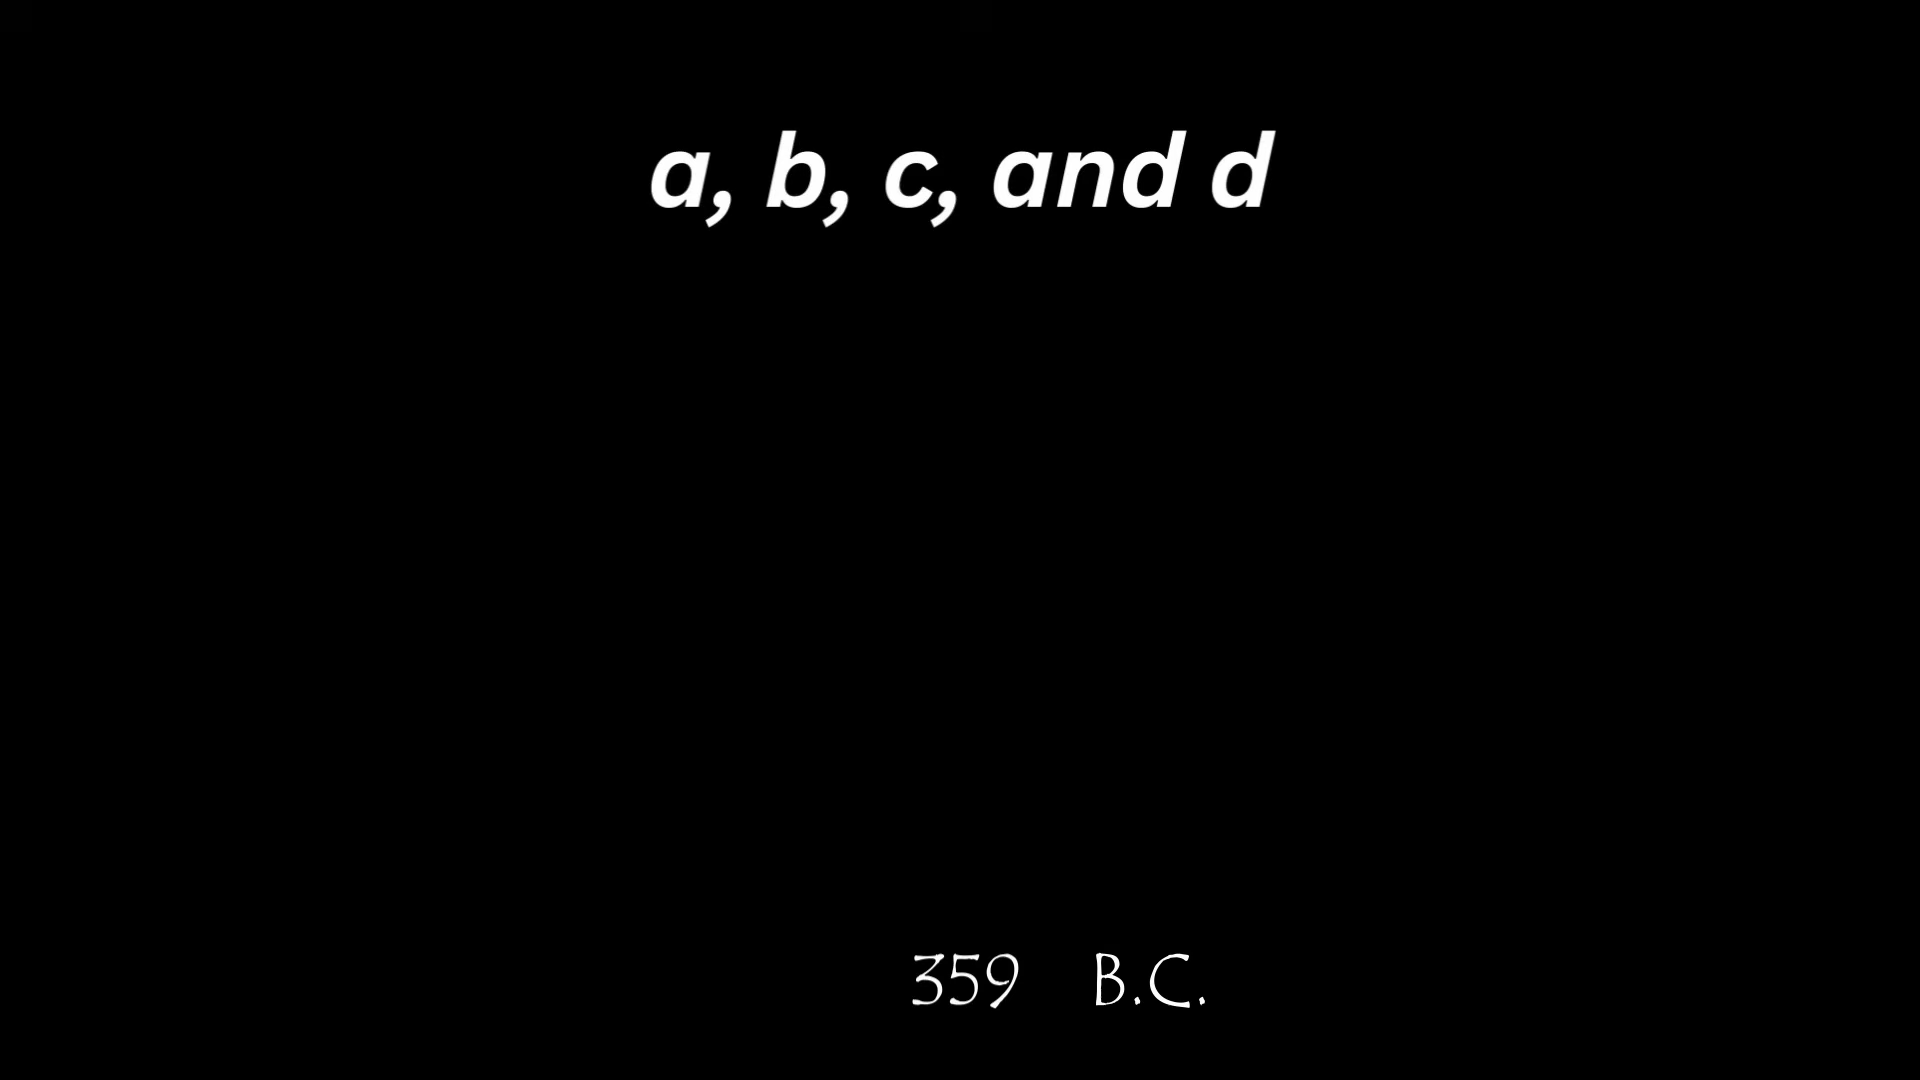 a, b, c, and d
359 B.C.